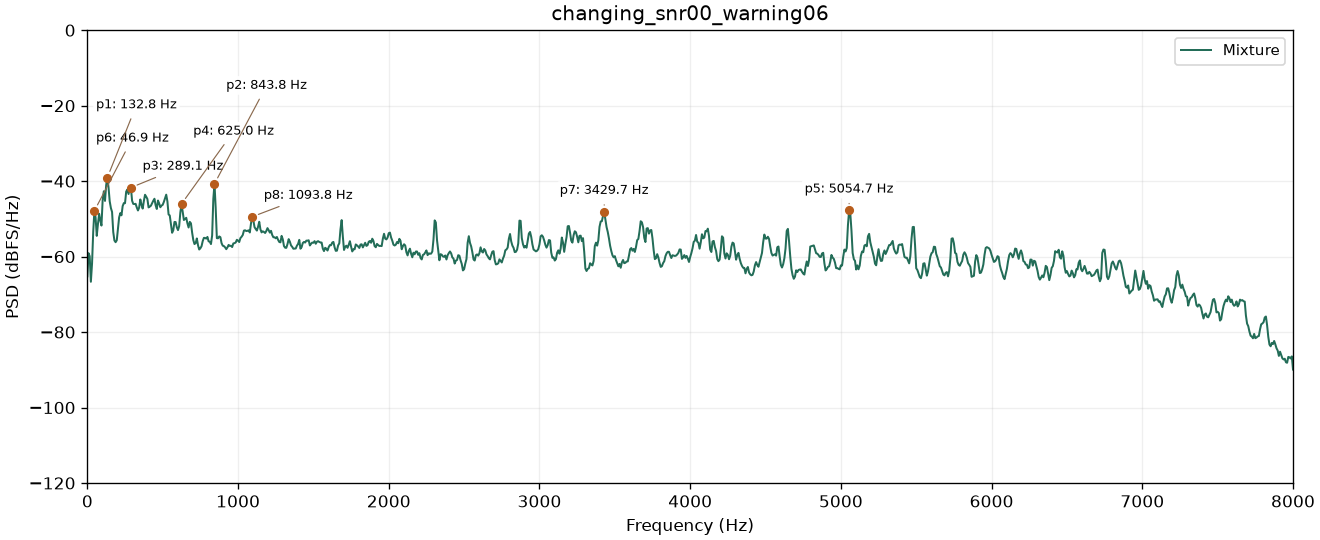 changing_snr00_warning06
Mixture
p1: 132.8 Hz
p2: 843.8 Hz
p6: 46.9 Hz
p4: 625.0 Hz
p3: 289.1 Hz
p8: 1093.8 Hz
p7: 3429.7 Hz
p5: 5054.7 Hz
PSD (dBFS/Hz)
0
−20
−40
−60
−80
−100
−120
0 1000 2000 3000 4000 5000 6000 7000 8000
Frequency (Hz)